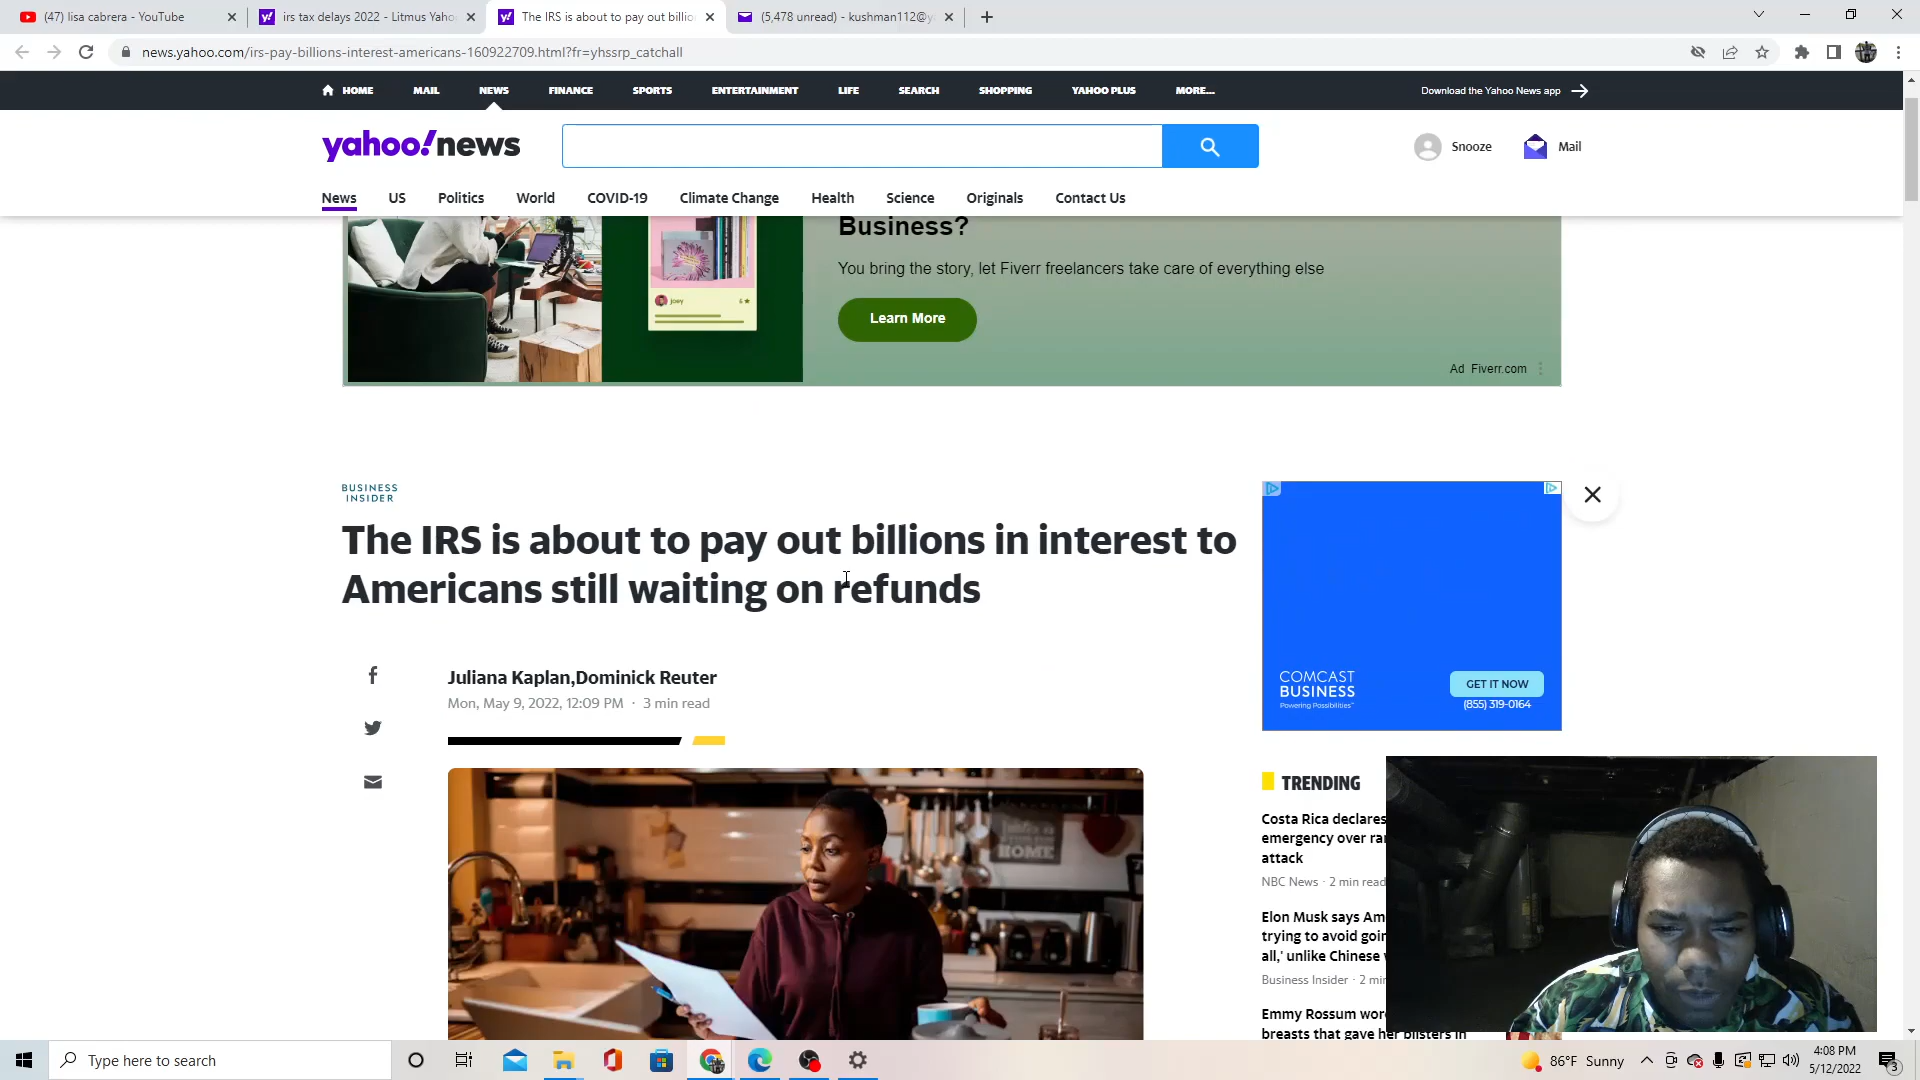 (47) lisa cabrera - YouTube
irs tax delays 2022 - Litmus Yaho
The IRS is about to pay out billio
(5,478 unread) - kushman112@y
news.yahoo.com/irs-pay-billions-interest-americans-160922709.html?fr=yhssrp_catchall
HOME MAIL NEWS FINANCE SPORTS ENTERTAINMENT LIFE SEARCH SHOPPING YAHOO PLUS MORE...
Download the Yahoo News app
yahoo!news
Snooze
Mail
News US Politics World COVID-19 Climate Change Health Science Originals Contact Us
Business?
You bring the story, let Fiverr freelancers take care of everything else
joey
Learn More
Ad Fiverr.com
BUSINESS
INSIDER
The IRS is about to pay out billions in interest to
Americans still waiting on refunds
Juliana Kaplan,Dominick Reuter
Mon, May 9, 2022, 12:09 PM · 3 min read
COMCAST
BUSINESS
Powering Possibilities™
GET IT NOW
(855) 319-0164
HOME
TRENDING
Costa Rica declares
emergency over ra
attack
NBC News · 2 min read
Elon Musk says Am
trying to avoid goi
all,' unlike Chinese
Business Insider · 2 min
Emmy Rossum wor
breasts that gave her blisters in
Type here to search
86°F Sunny
4:08 PM
5/12/2022
3